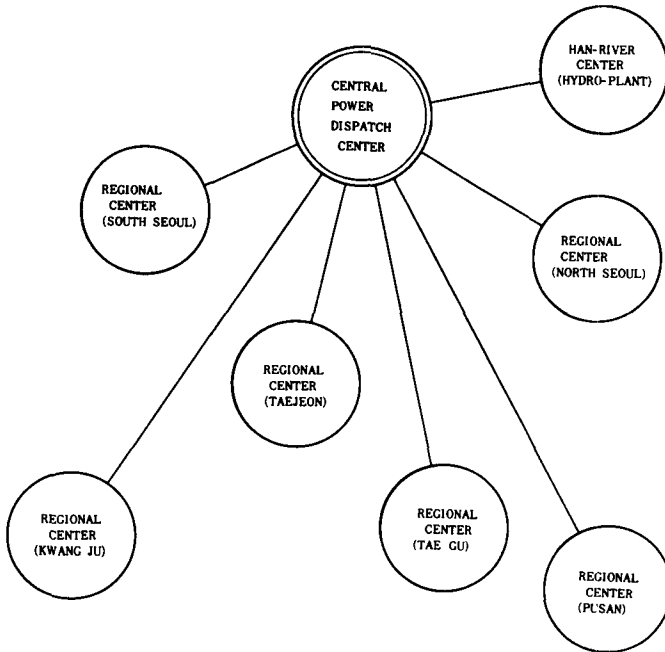 HAN-RIVER
CENTER
(HYDRO-PLANT)
CENTRAL
POWER
DISPATCH
CENTER
REGIONAL
CENTER
(SOUTH SEOUL)
REGIONAL
CENTER
(NORTH SEOUL)
REGIONAL
CENTER
(TAEJEON)
REGIONAL
CENTER
(KWANG JU)
REGIONAL
CENTER
(TAE GU)
REGIONAL
CENTER
(PUSAN)